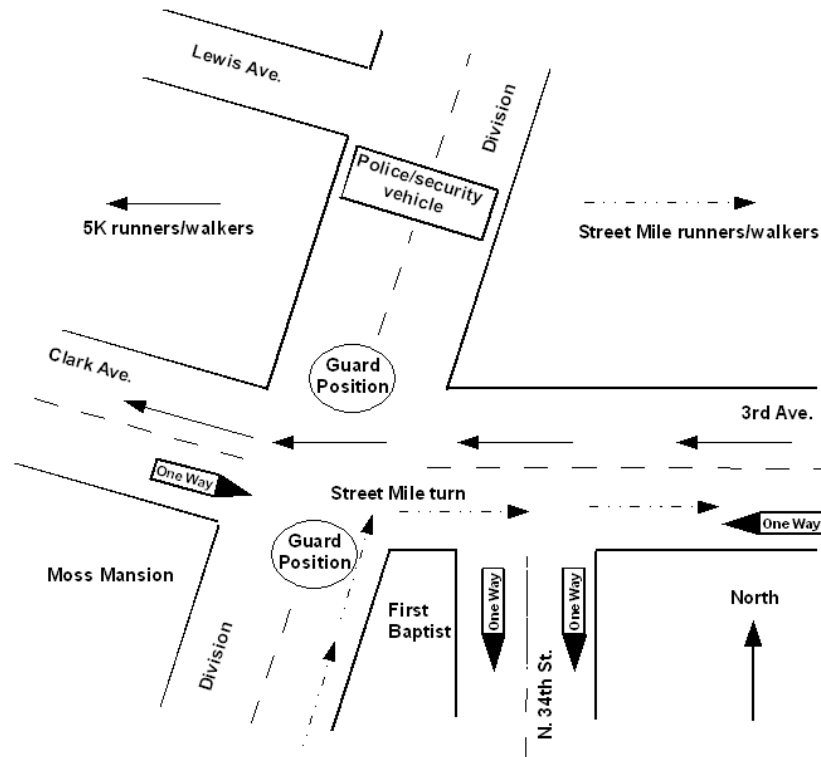 Lewis Ave.
Division
Police/security
vehicle
5K runners/walkers
Street Mile runners/walkers
Clark Ave.
Guard
Position
3rd Ave.
One Way
Street Mile turn
One Way
Guard
Position
Moss Mansion
First
Baptist
One Way
One Way
North
Division
N. 34th St.